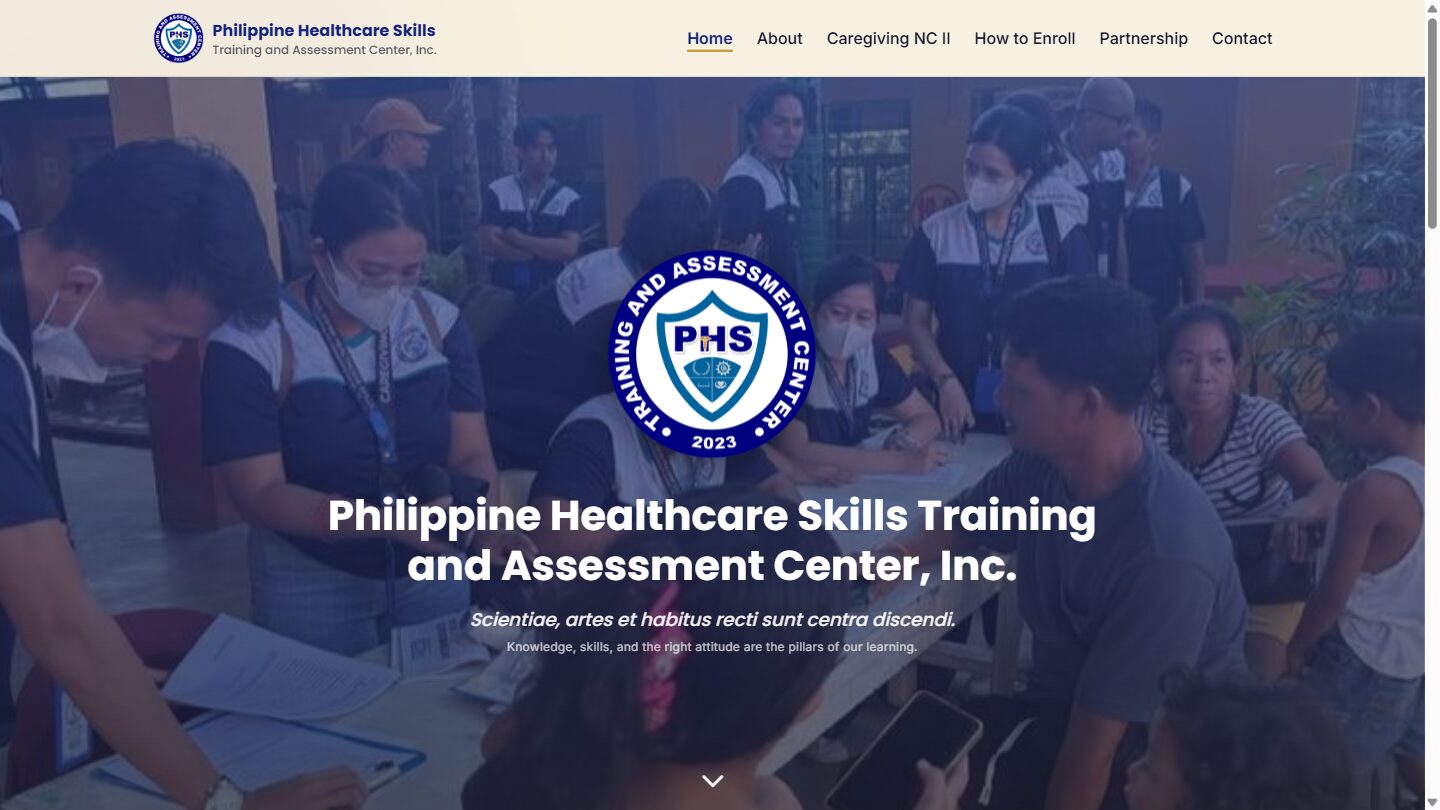 Philippine Healthcare Skills
Training and Assessment Center, Inc.
Home
About
Caregiving NC II
How to Enroll
Partnership
Contact
TRAINING AND ASSESSMENT CENTER
PHS
2023
Philippine Healthcare Skills Training
and Assessment Center, Inc.
Scientiae, artes et habitus recti sunt centra discendi.
Knowledge, skills, and the right attitude are the pillars of our learning.